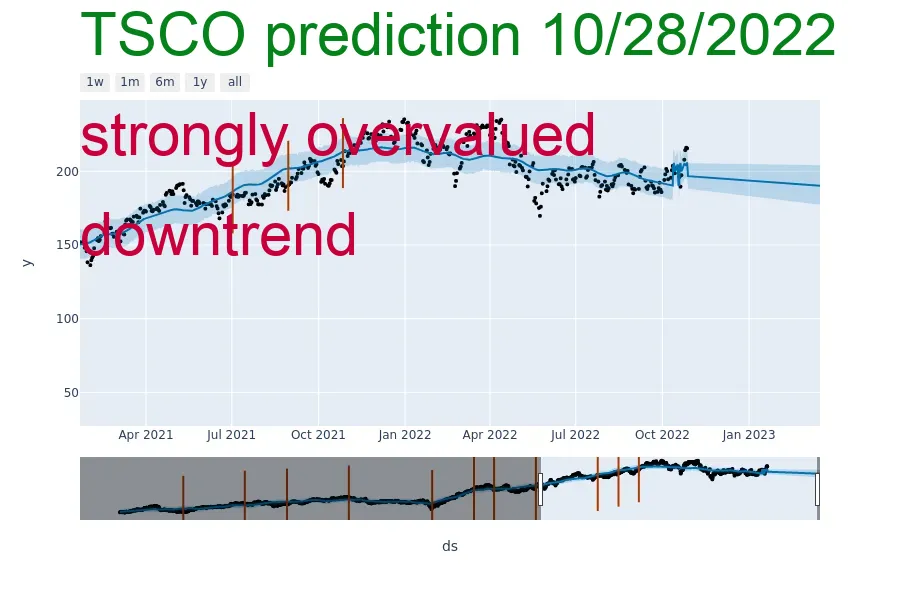 TSCO prediction 10/28/2022
1w 1m 6m 1y all
strongly overvalued
200
downtrend
150
y
100
50
Apr 2021 Jul 2021 Oct 2021 Jan 2022 Apr 2022 Jul 2022 Oct 2022 Jan 2023
ds